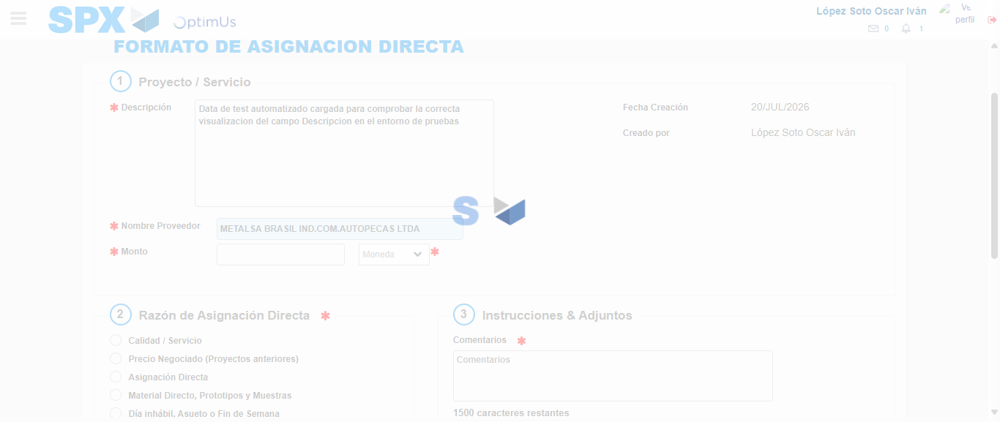 SPX
OptimUs
López Soto Oscar Iván
0
1
Ve
perfil
FORMATO DE ASIGNACION DIRECTA
1 Proyecto / Servicio
✱ Descripción
Data de test automatizado cargada para comprobar la correcta
visualizacion del campo Descripcion en el entorno de pruebas
Fecha Creación 20/JUL/2026
Creado por López Soto Oscar Iván
S
✱ Nombre Proveedor METALSA BRASIL IND.COM.AUTOPECAS LTDA
✱ Monto Moneda ✱
2 Razón de Asignación Directa ✱
Calidad / Servicio
Precio Negociado (Proyectos anteriores)
Asignación Directa
Material Directo, Prototipos y Muestras
Día inhábil, Asueto o Fin de Semana
3 Instrucciones & Adjuntos
Comentarios ✱
Comentarios
1500 caracteres restantes